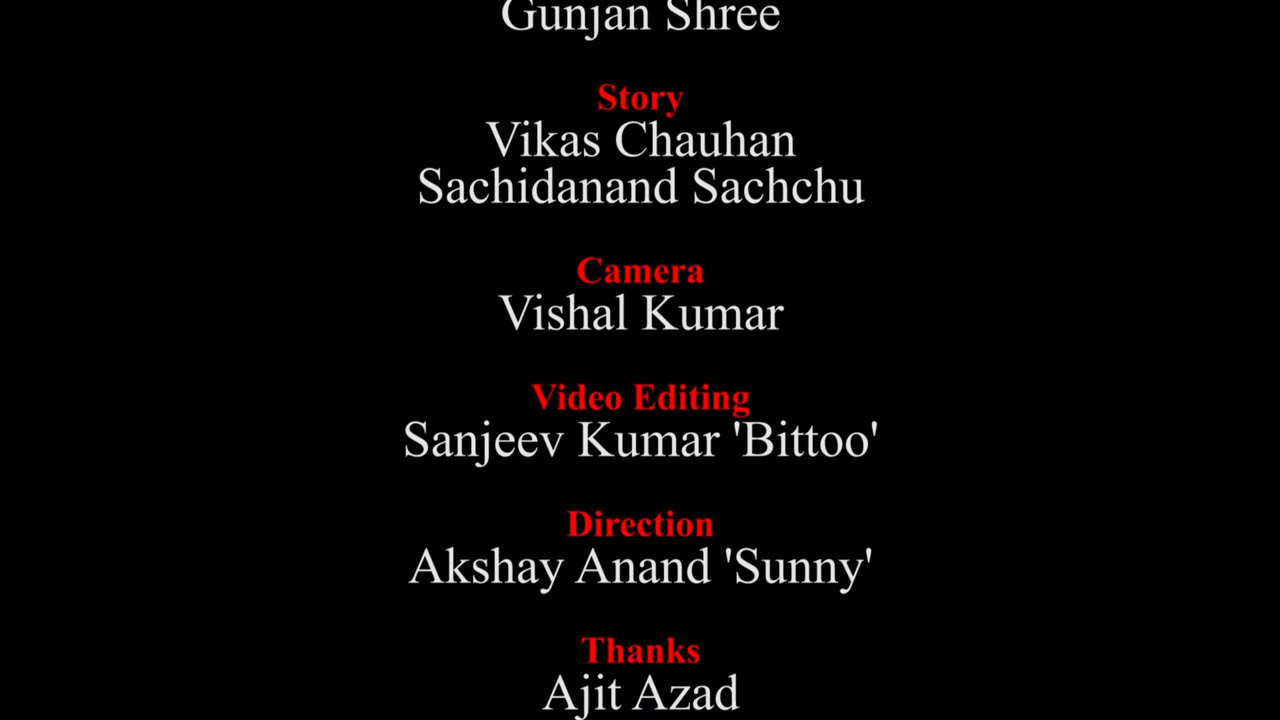 Gunjan Shree
Story
Vikas Chauhan
Sachidanand Sachchu
Camera
Vishal Kumar
Video Editing
Sanjeev Kumar 'Bittoo'
Direction
Akshay Anand 'Sunny'
Thanks
Ajit Azad